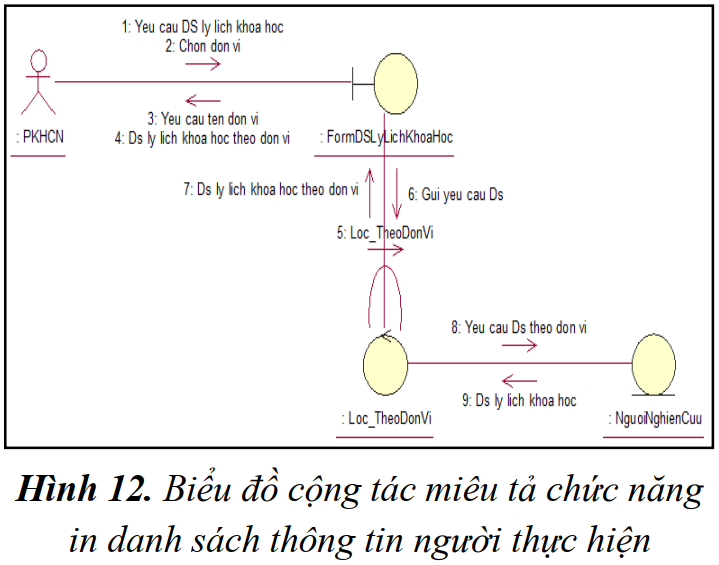 1: Yeu cau DS ly lich khoa hoc
2: Chon don vi
3: Yeu cau ten don vi
4: Ds ly lich khoa hoc theo don vi
: PKHCN
: FormDSLyLichKhoaHoc
7: Ds ly lich khoa hoc theo don vi
6: Gui yeu cau Ds
5: Loc_TheoDonVi
8: Yeu cau Ds theo don vi
9: Ds ly lich khoa hoc
: Loc_TheoDonVi
: NguoiNghienCuu
Hình 12. Biểu đồ cộng tác miêu tả chức năng
in danh sách thông tin người thực hiện